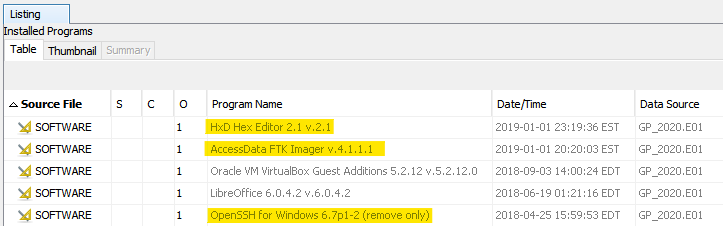 Listing
Installed Programs
Table Thumbnail Summary
Source File S C O Program Name Date/Time Data Source
SOFTWARE 1 HxD Hex Editor 2.1 v.2.1 2019-01-01 23:19:36 EST GP_2020.E01
SOFTWARE 1 AccessData FTK Imager v.4.1.1.1 2019-01-01 20:20:03 EST GP_2020.E01
SOFTWARE 1 Oracle VM VirtualBox Guest Additions 5.2.12 v.5.2.12.0 2018-09-03 14:00:24 EDT GP_2020.E01
SOFTWARE 1 LibreOffice 6.0.4.2 v.6.0.4.2 2018-06-19 01:21:16 EDT GP_2020.E01
SOFTWARE 1 OpenSSH for Windows 6.7p1-2 (remove only) 2018-04-25 15:59:53 EDT GP_2020.E01